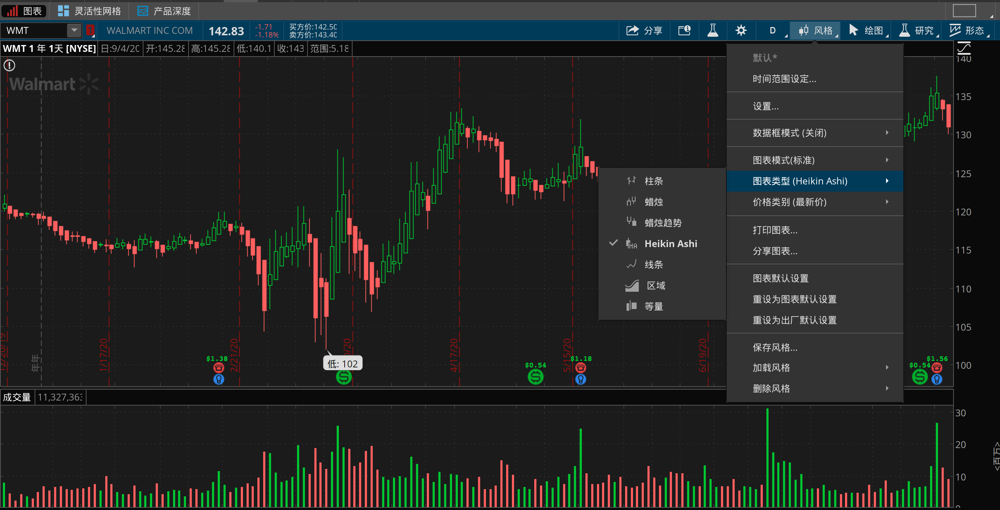 图表 灵活性网格 产品深度
WMT 1 WALMART INC COM 142.83 -1.71 买方价:142.50
-1.18% 卖方价:143.40
分享 D 风格 绘图 研究 形态
WMT 1 年 1天 [NYSE] 日:9/4/20 开:145.28 高:145.28 低:140.1 收:143 范围:5.18
Walmart
默认*
时间范围设定...
设置...
数据框模式 (关闭)
图表模式(标准)
图表类型 (Heikin Ashi)
价格类别 (最新价)
打印图表...
分享图表...
图表默认设置
重设为图表默认设置
重设为出厂默认设置
保存风格...
加载风格
删除风格
柱条
蜡烛
蜡烛趋势
HA Heikin Ashi
线条
区域
等量
140
135
130
125
120
115
110
105
100
年年
1/17/20
2/21/20
4/17/20
5/15/20
6/19/20
低: 102
$1.38
$0.54
$1.18
$0.54
$1.56
成交量 11,327,363
30
20
10
<百万>